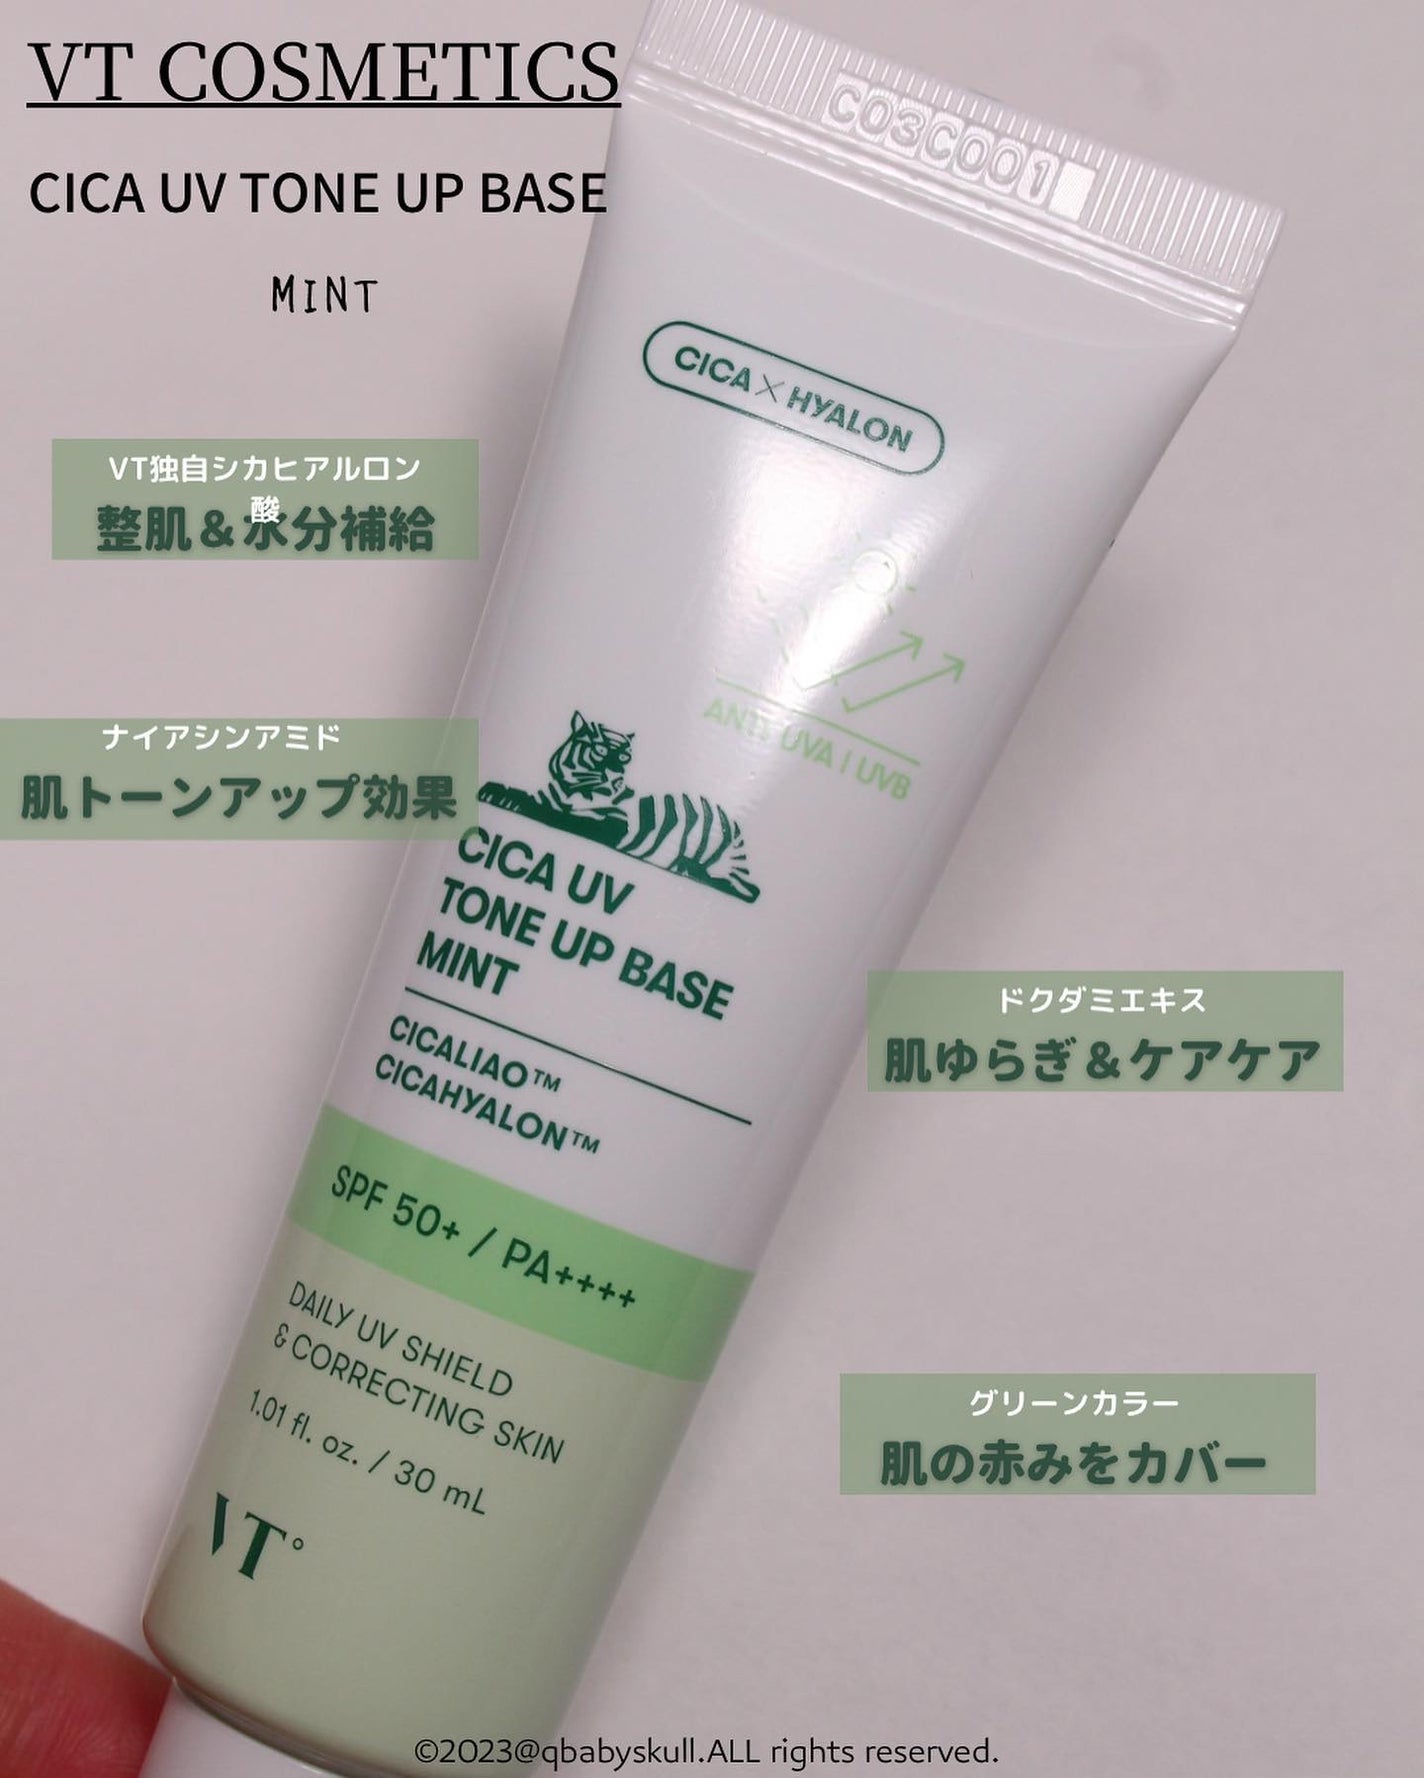 VT COSMETICS
CICA UV TONE UP BASE
MINT
C03C001
CICA×HYALON
VT独自シカヒアルロン
酸
整肌＆水分補給
ANTI UVA | UVB
ナイアシンアミド
肌トーンアップ効果
CICA UV
TONE UP BASE
MINT
CICALIAO™
CICAHYALON™
ドクダミエキス
肌ゆらぎ＆ケアケア
SPF 50+ / PA++++
DAILY UV SHIELD
& CORRECTING SKIN
1.01 fl. oz. / 30 mL
グリーンカラー
肌の赤みをカバー
VT°
©2023@qbabyskull.ALL rights reserved.